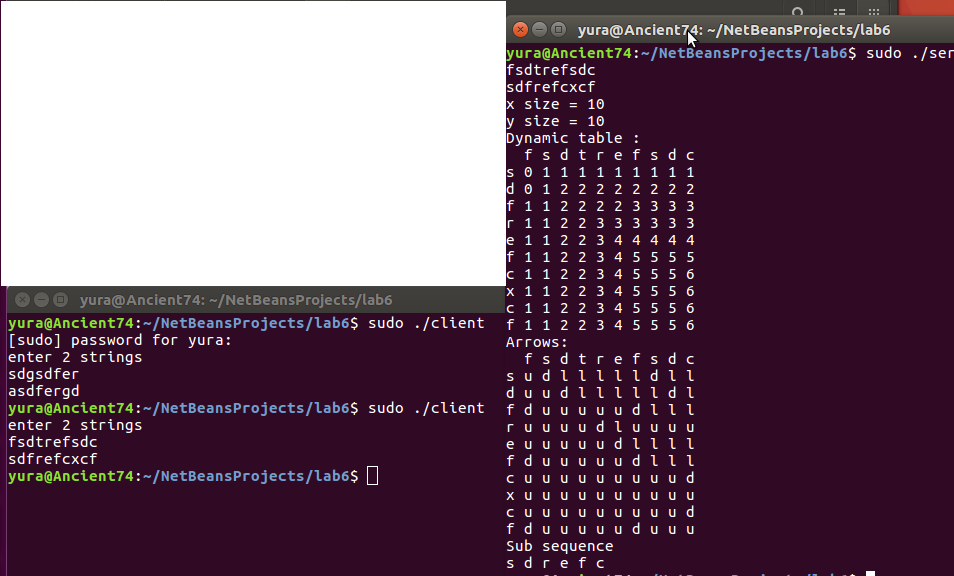 yura@Ancient74: ~/NetBeansProjects/lab6
yura@Ancient74:~/NetBeansProjects/lab6$ sudo ./client
[sudo] password for yura:
enter 2 strings
sdgsdfer
asdfergd
yura@Ancient74:~/NetBeansProjects/lab6$ sudo ./client
enter 2 strings
fsdtrefsdc
sdfrefcxcf
yura@Ancient74:~/NetBeansProjects/lab6$
yura@Ancient74: ~/NetBeansProjects/lab6
yura@Ancient74:~/NetBeansProjects/lab6$ sudo ./ser
fsdtrefsdc
sdfrefcxcf
x size = 10
y size = 10
Dynamic table :
f s d t r e f s d c
s 0 1 1 1 1 1 1 1 1 1
d 0 1 2 2 2 2 2 2 2 2
f 1 1 2 2 2 2 3 3 3 3
r 1 1 2 2 3 3 3 3 3 3
e 1 1 2 2 3 4 4 4 4 4
f 1 1 2 2 3 4 5 5 5 5
c 1 1 2 2 3 4 5 5 5 6
x 1 1 2 2 3 4 5 5 5 6
c 1 1 2 2 3 4 5 5 5 6
f 1 1 2 2 3 4 5 5 5 6
Arrows:
f s d t r e f s d c
s u d l l l l l d l l
d u u d l l l l l d l
f d u u u u u d l l l
r u u u u d l u u u u
e u u u u u d l l l l
f d u u u u u d l l l
c u u u u u u u u u d
x u u u u u u u u u u
c u u u u u u u u u d
f d u u u u u d u u u
Sub sequence
s d r e f c